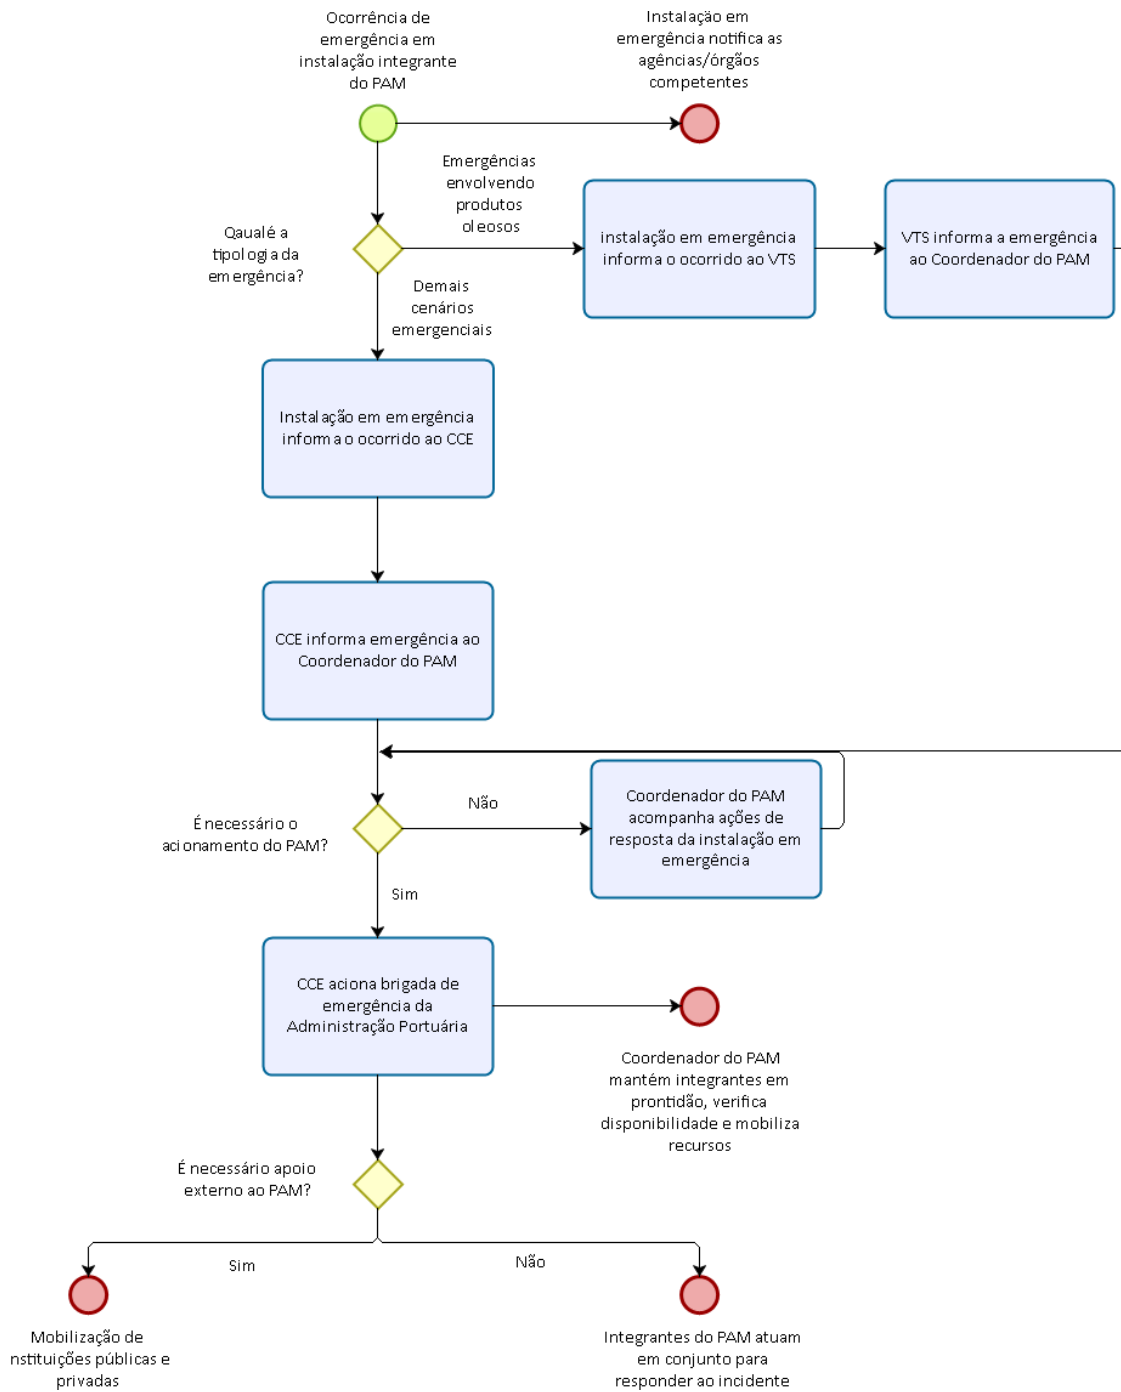 Ocorrência de
emergência em
instalação integrante
do PAM
Instalação em
emergência notifica as
agências/órgãos
competentes
Emergências
envolvendo
produtos
oleosos
Qaualé a
tipologia da
emergência?
instalação em emergência
informa o ocorrido ao VTS
VTS informa a emergência
ao Coordenador do PAM
Demais
cenários
emergenciais
Instalação em emergência
informa o ocorrido ao CCE
CCE informa emergência ao
Coordenador do PAM
É necessário o
acionamento do PAM?
Não
Coordenador do PAM
acompanha ações de
resposta da instalação em
emergência
Sim
CCE aciona brigada de
emergência da
Administração Portuária
Coordenador do PAM
mantém integrantes em
prontidão, verifica
disponibilidade e mobiliza
recursos
É necessário apoio
externo ao PAM?
Sim
Não
Mobilização de
nstituições públicas e
privadas
Integrantes do PAM atuam
em conjunto para
responder ao incidente